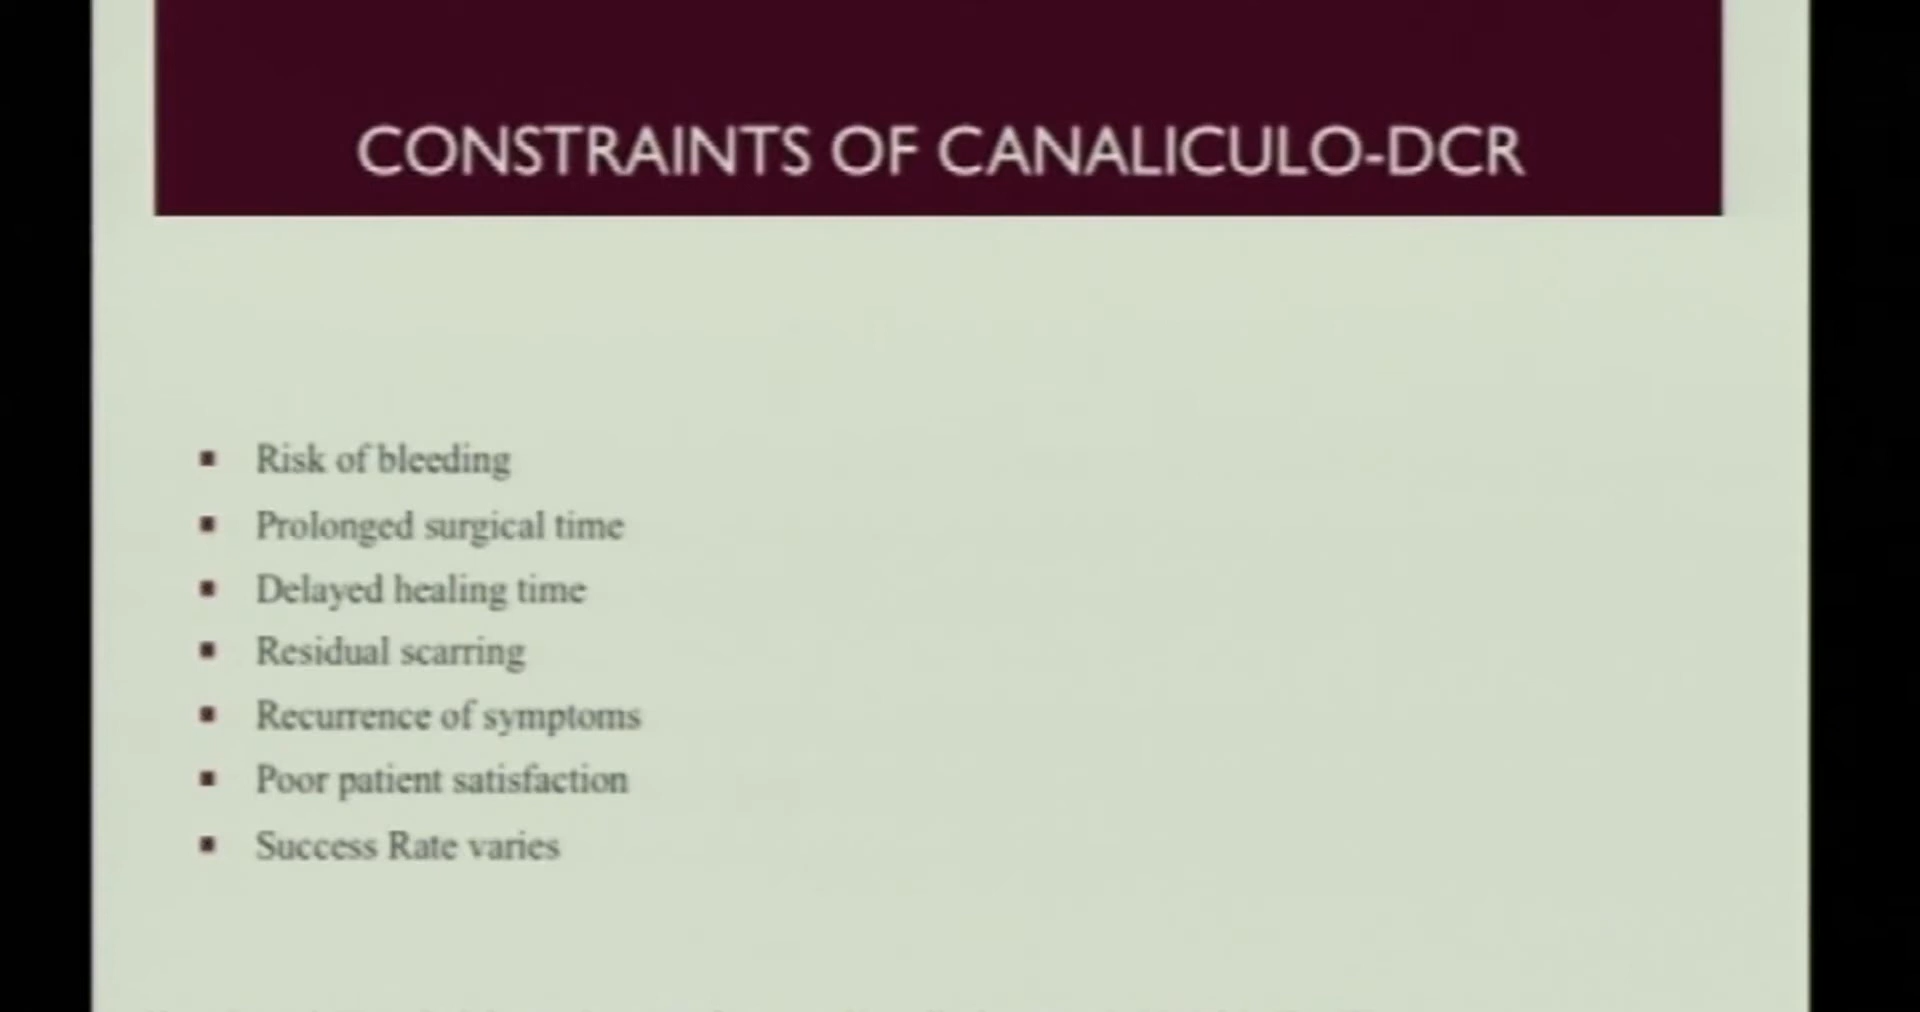 CONSTRAINTS OF CANALICULO-DCR
▪ Risk of bleeding
▪ Prolonged surgical time
▪ Delayed healing time
▪ Residual scarring
▪ Recurrence of symptoms
▪ Poor patient satisfaction
▪ Success Rate varies